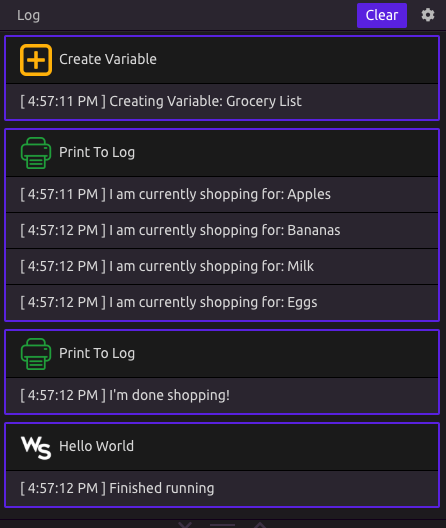 Log
Clear
Create Variable
[ 4:57:11 PM ] Creating Variable: Grocery List
Print To Log
[ 4:57:11 PM ] I am currently shopping for: Apples
[ 4:57:12 PM ] I am currently shopping for: Bananas
[ 4:57:12 PM ] I am currently shopping for: Milk
[ 4:57:12 PM ] I am currently shopping for: Eggs
Print To Log
[ 4:57:12 PM ] I'm done shopping!
WS Hello World
[ 4:57:12 PM ] Finished running